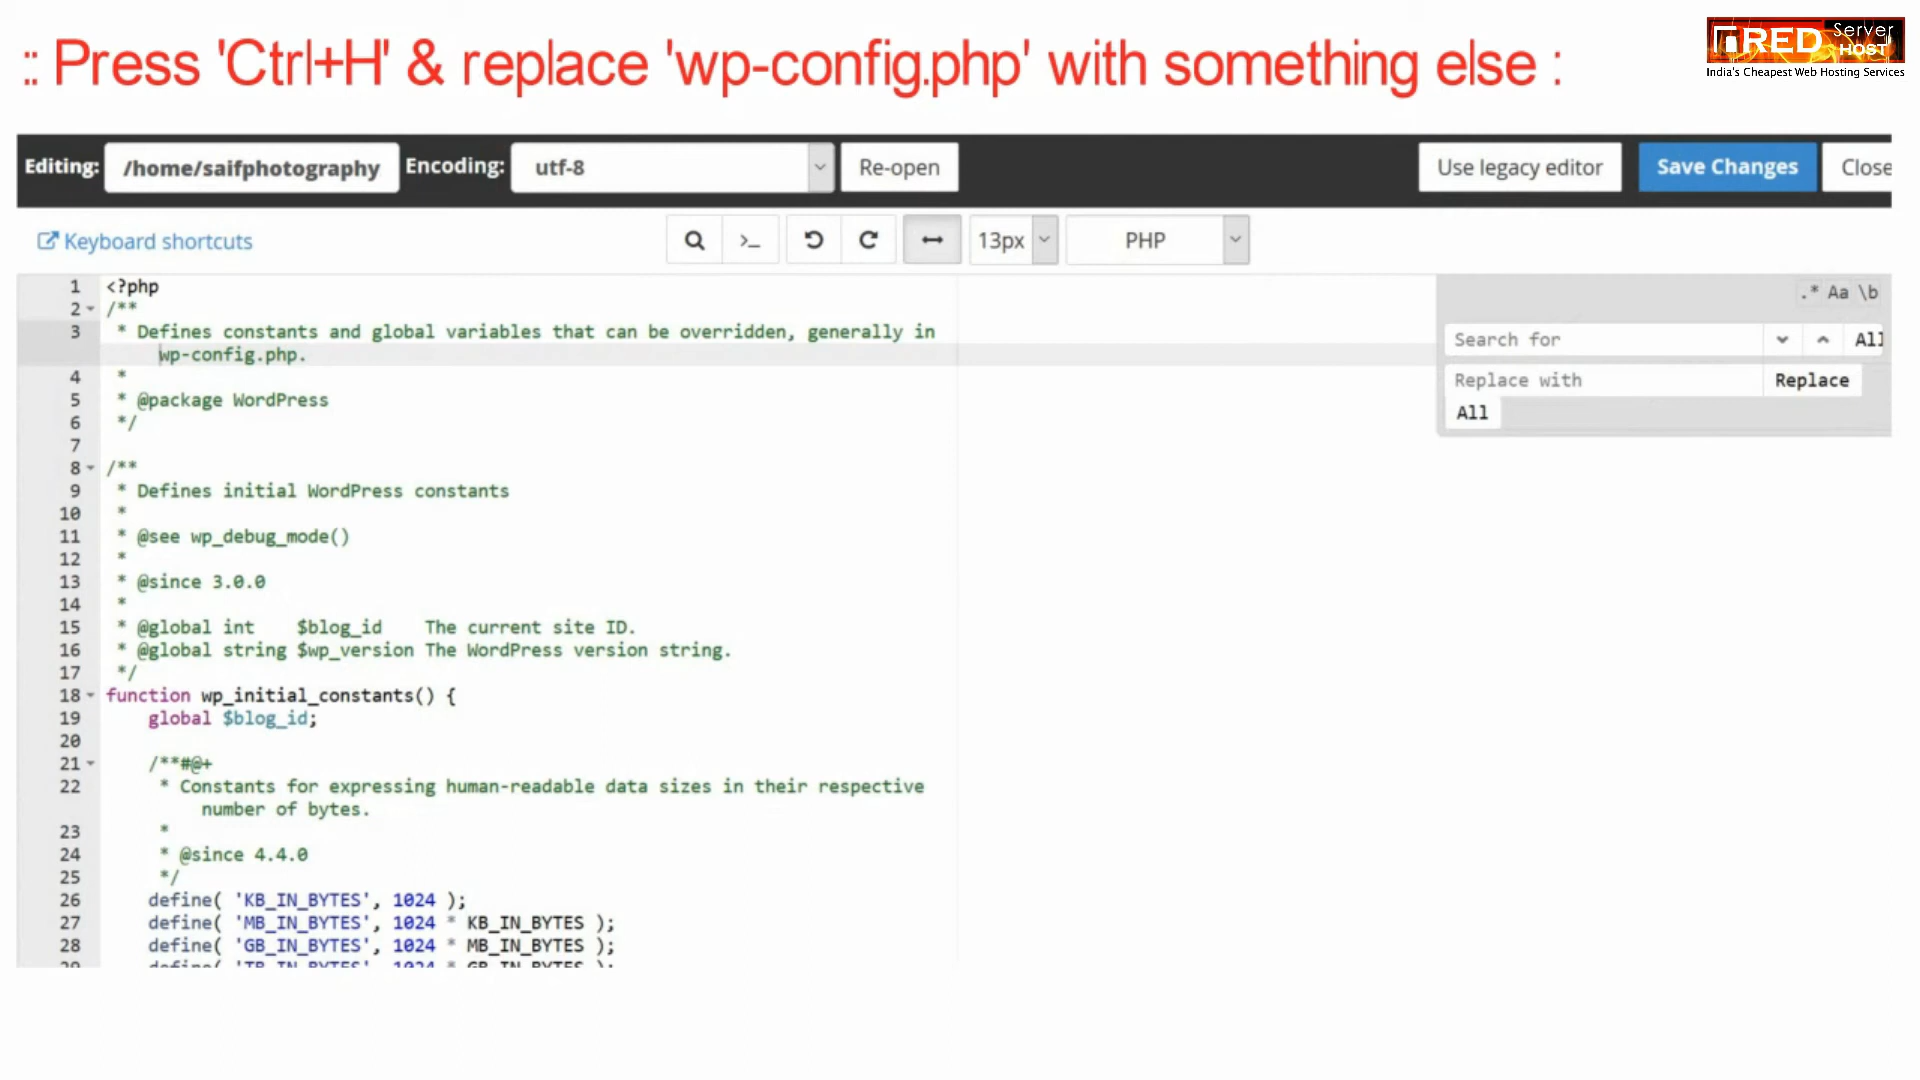 :: Press 'Ctrl+H' & replace 'wp-config.php' with something else :
RED Server HOST
India's Cheapest Web Hosting Services
Editing: /home/saifphotography Encoding: utf-8 Re-open Use legacy editor Save Changes Close
Keyboard shortcuts >_ 13px PHP
1 <?php
2 /**
3 * Defines constants and global variables that can be overridden, generally in
wp-config.php.
4 *
5 * @package WordPress
6 */
7
8 /**
9 * Defines initial WordPress constants
10 *
11 * @see wp_debug_mode()
12 *
13 * @since 3.0.0
14 *
15 * @global int    $blog_id    The current site ID.
16 * @global string $wp_version The WordPress version string.
17 */
18 function wp_initial_constants() {
19 global $blog_id;
20
21 /**#@+
22 * Constants for expressing human-readable data sizes in their respective
number of bytes.
23 *
24 * @since 4.4.0
25 */
26 define( 'KB_IN_BYTES', 1024 );
27 define( 'MB_IN_BYTES', 1024 * KB_IN_BYTES );
28 define( 'GB_IN_BYTES', 1024 * MB_IN_BYTES );
29 define( 'TB_IN_BYTES', 1024 * GB_IN_BYTES );
.* Aa \b
Search for All
Replace with Replace
All